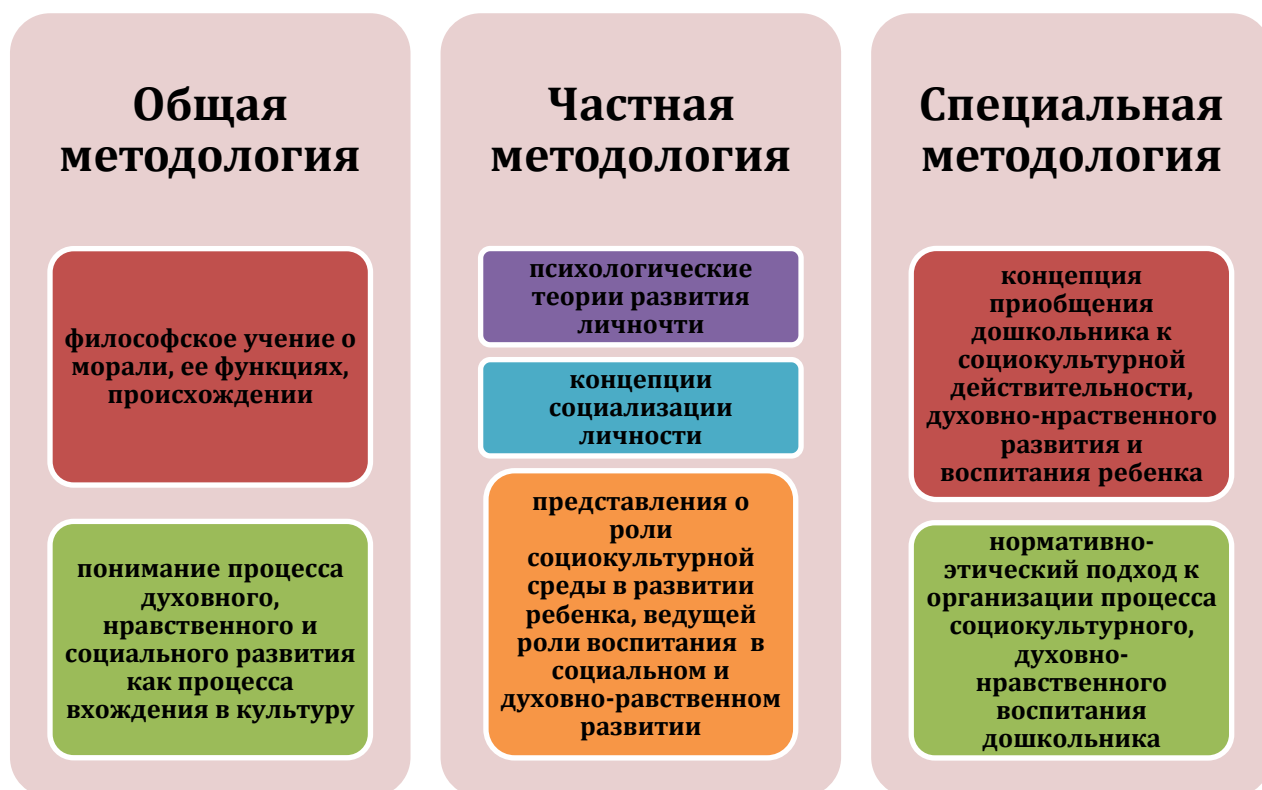 Общая
методология
философское учение о
морали, ее функциях,
происхождении
понимание процесса
духовного,
нравственного и
социального развития
как процесса
вхождения в культуру
Частная
методология
психологические
теории развития
личночти
концепции
социализации
личности
представления о
роли
социокультурной
среды в развитии
ребенка, ведущей
роли воспитания в
социальном и
духовно-равственном
развитии
Специальная
методология
концепция
приобщения
дошкольника к
социокультурной
действительности,
духовно-нраственного
развития и
воспитания ребенка
нормативно-
этический подход к
организации процесса
социокультурного,
духовно-
нравственного
воспитания
дошкольника